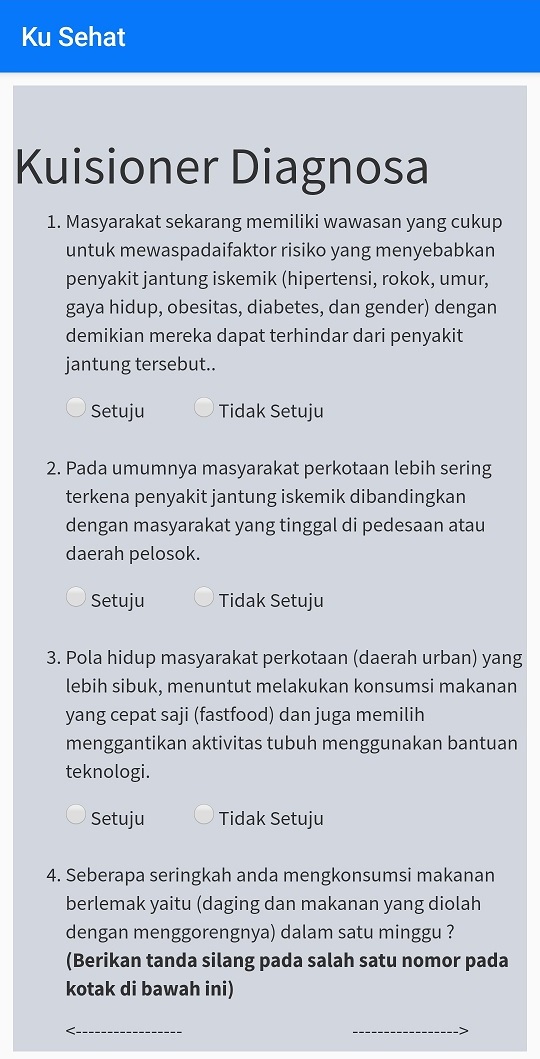 Ku Sehat
Kuisioner Diagnosa
1. Masyarakat sekarang memiliki wawasan yang cukup
untuk mewaspadaifaktor risiko yang menyebabkan
penyakit jantung iskemik (hipertensi, rokok, umur,
gaya hidup, obesitas, diabetes, dan gender) dengan
demikian mereka dapat terhindar dari penyakit
jantung tersebut..
Setuju Tidak Setuju
2. Pada umumnya masyarakat perkotaan lebih sering
terkena penyakit jantung iskemik dibandingkan
dengan masyarakat yang tinggal di pedesaan atau
daerah pelosok.
Setuju Tidak Setuju
3. Pola hidup masyarakat perkotaan (daerah urban) yang
lebih sibuk, menuntut melakukan konsumsi makanan
yang cepat saji (fastfood) dan juga memilih
menggantikan aktivitas tubuh menggunakan bantuan
teknologi.
Setuju Tidak Setuju
4. Seberapa seringkah anda mengkonsumsi makanan
berlemak yaitu (daging dan makanan yang diolah
dengan menggorengnya) dalam satu minggu ?
(Berikan tanda silang pada salah satu nomor pada
kotak di bawah ini)
<----------------- ----------------->